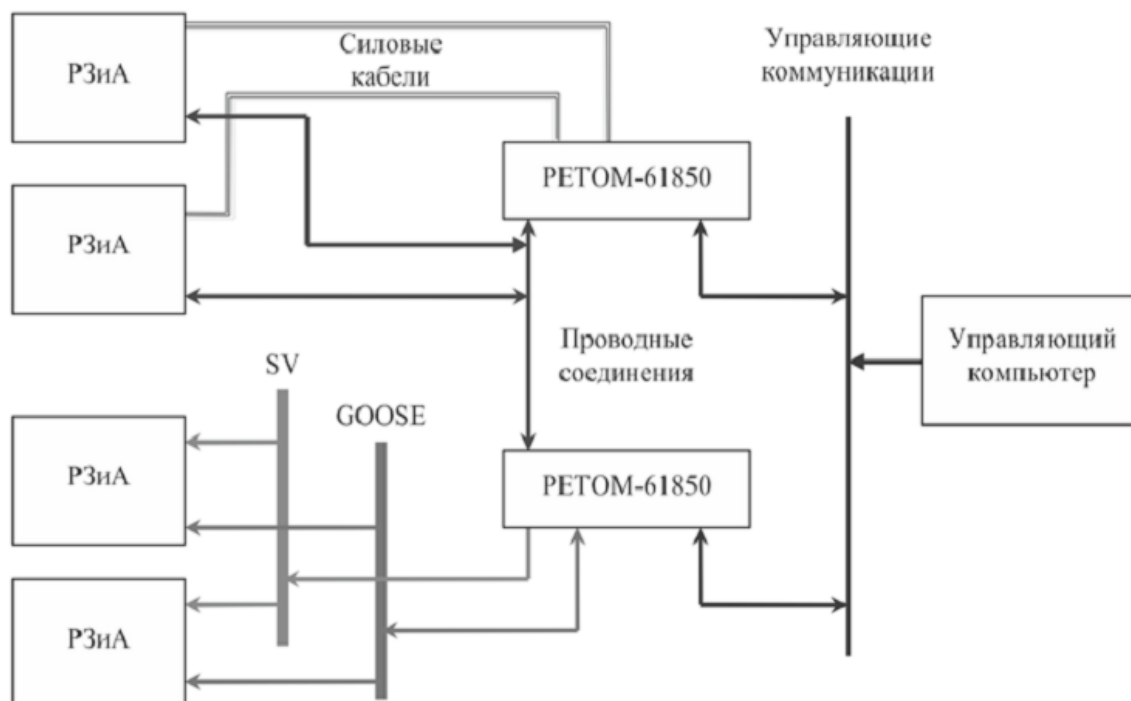 РЗиА
Силовые
кабели
Управляющие
коммуникации
РЕТОМ-61850
РЗиА
Проводные
соединения
Управляющий
компьютер
SV
GOOSE
РЗиА
РЕТОМ-61850
РЗиА